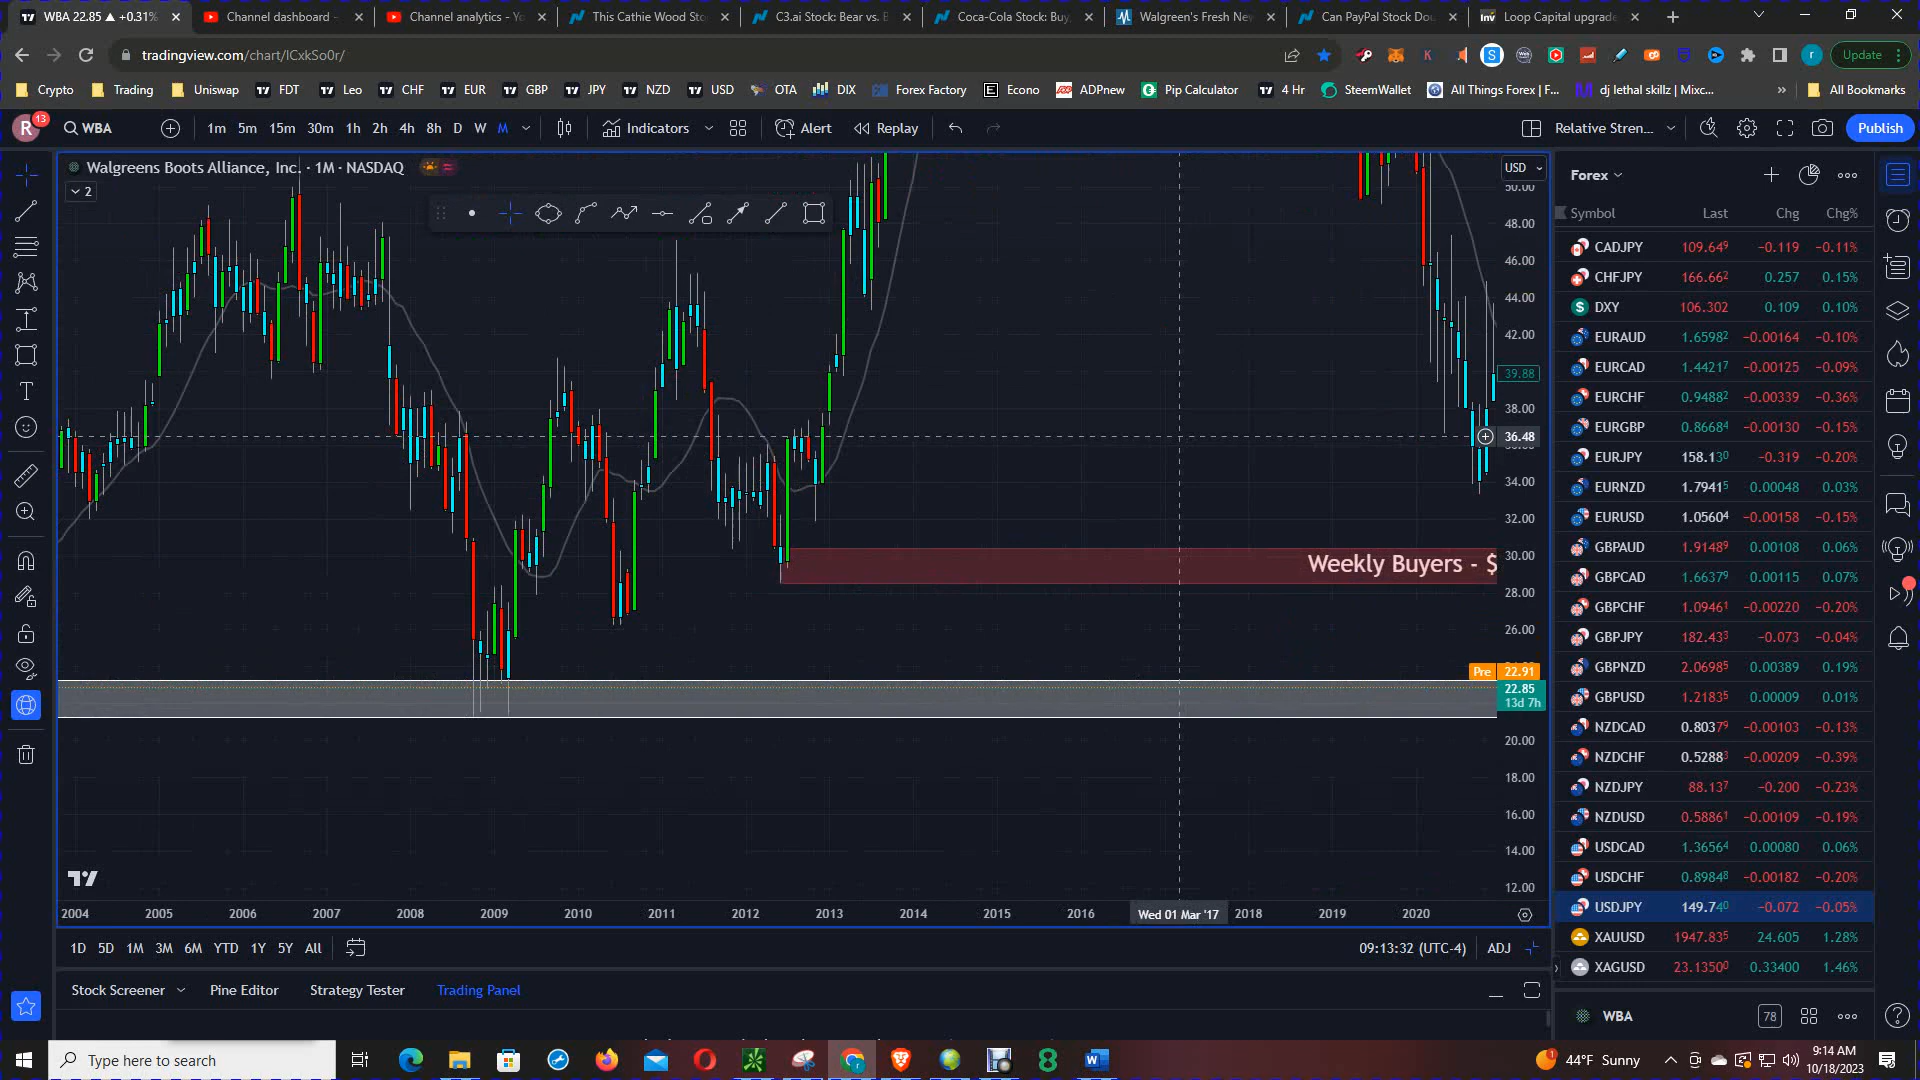 WBA 22.85 ▲ +0.31%
Channel dashboard -
Channel analytics - Yo
This Cathie Wood Sto
C3.ai Stock: Bear vs. B
Coca-Cola Stock: Buy,
Walgreen's Fresh New
Can PayPal Stock Dou
Loop Capital upgrade
tradingview.com/chart/lCxkSo0r/
Update
Crypto Trading Uniswap FDT Leo CHF EUR GBP JPY NZD USD OTA DIX Forex Factory Econo ADPnew Pip Calculator 4 Hr SteemWallet All Things Forex | F... dj lethal skillz | Mixc... » All Bookmarks
R 13 WBA 1m 5m 15m 30m 1h 2h 4h 8h D W M Indicators Alert Replay Relative Stren... Publish
Walgreens Boots Alliance, Inc. · 1M · NASDAQ
2
USD
50.00
48.00
46.00
44.00
42.00
39.88
38.00
36.48
34.00
32.00
30.00
28.00
26.00
Pre 22.91
22.85
13d 7h
20.00
18.00
16.00
14.00
12.00
Weekly Buyers - $
2004 2005 2006 2007 2008 2009 2010 2011 2012 2013 2014 2015 2016 Wed 01 Mar '17 2018 2019 2020
1D 5D 1M 3M 6M YTD 1Y 5Y All
09:13:32 (UTC-4) ADJ
Stock Screener Pine Editor Strategy Tester Trading Panel
Forex
Symbol Last Chg Chg%
CADJPY 109.649 −0.119 −0.11%
CHFJPY 166.662 0.257 0.15%
DXY 106.302 0.109 0.10%
EURAUD 1.65982 −0.00164 −0.10%
EURCAD 1.44217 −0.00125 −0.09%
EURCHF 0.94882 −0.00339 −0.36%
EURGBP 0.86684 −0.00130 −0.15%
EURJPY 158.130 −0.319 −0.20%
EURNZD 1.79415 0.00048 0.03%
EURUSD 1.05604 −0.00158 −0.15%
GBPAUD 1.91489 0.00108 0.06%
GBPCAD 1.66379 0.00115 0.07%
GBPCHF 1.09461 −0.00220 −0.20%
GBPJPY 182.433 −0.073 −0.04%
GBPNZD 2.06985 0.00389 0.19%
GBPUSD 1.21835 0.00009 0.01%
NZDCAD 0.80379 −0.00103 −0.13%
NZDCHF 0.52883 −0.00209 −0.39%
NZDJPY 88.137 −0.200 −0.23%
NZDUSD 0.58861 −0.00109 −0.19%
USDCAD 1.36564 0.00080 0.06%
USDCHF 0.89848 −0.00182 −0.20%
USDJPY 149.740 −0.072 −0.05%
XAUUSD 1947.835 24.605 1.28%
XAGUSD 23.13500 0.33400 1.46%
WBA 78
Type here to search
44°F Sunny
9:14 AM
10/18/2023